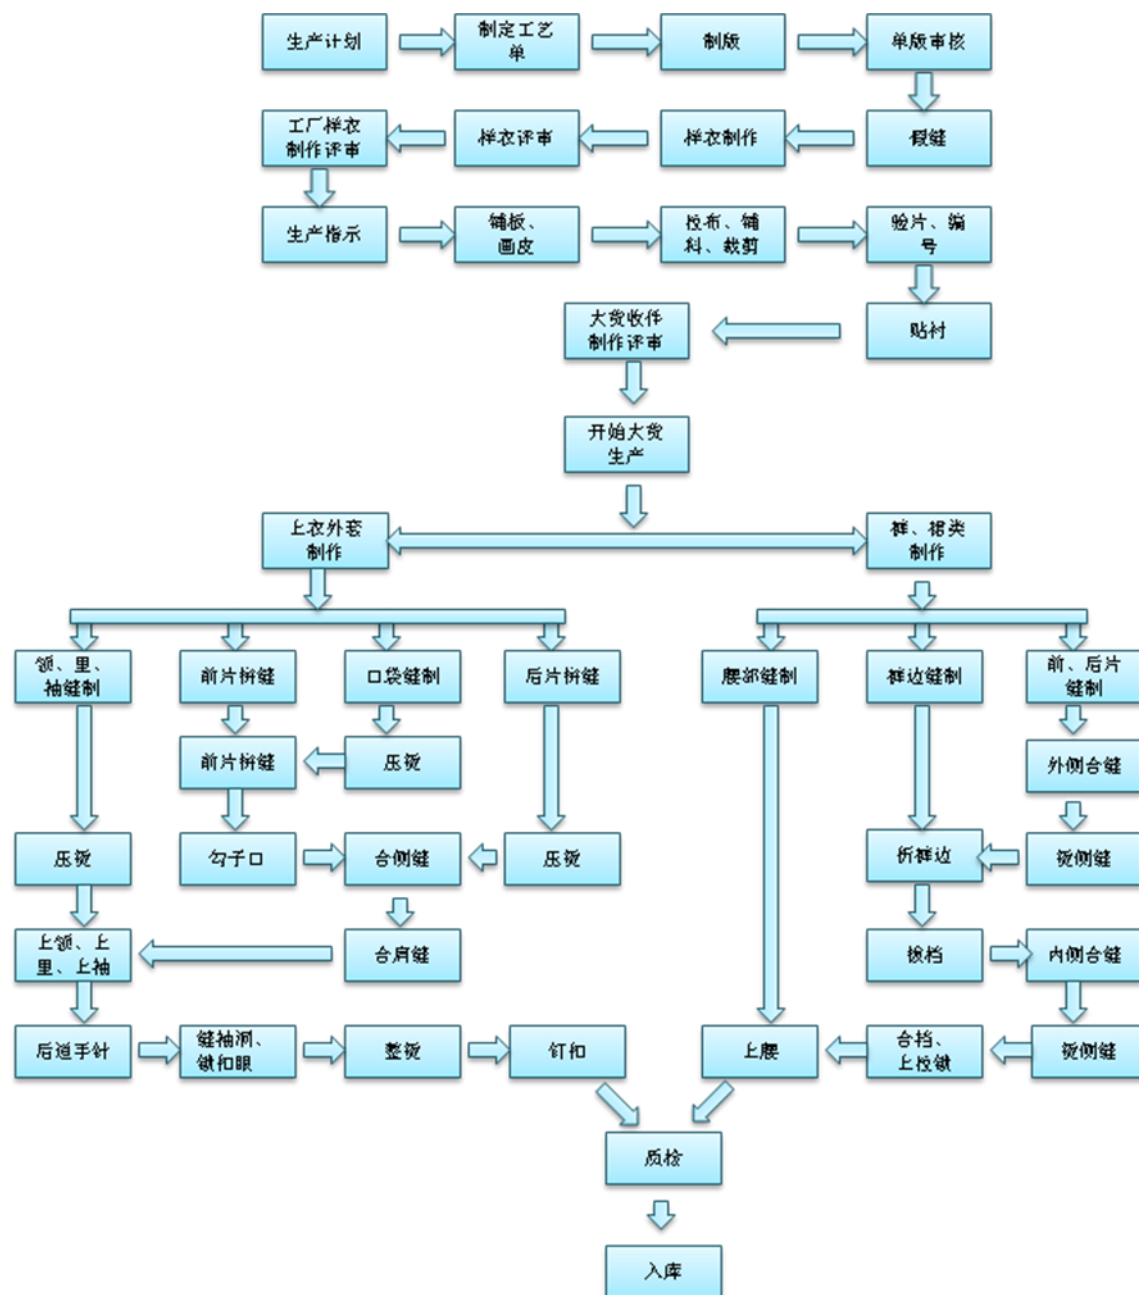 生产计划
制定工艺
单
制版
单版审核
工厂样衣
制作评审
样衣评审
样衣制作
假缝
生产指示
铺板、
画皮
拉布、铺
料、裁剪
验片、编
号
大货收件
制作评审
贴衬
开始大货
生产
上衣外套
制作
裤、裙类
制作
领、里、
袖缝制
前片拼缝
口袋缝制
后片拼缝
腰部缝制
裤边缝制
前、后片
缝制
前片拼缝
压烫
外侧合缝
压烫
勾子口
合侧缝
压烫
折裤边
烫侧缝
上领、上
里、上袖
合肩缝
拔裆
内侧合缝
后道手针
缝袖洞、
锁扣眼
整烫
钉扣
上腰
合裆、
上拉锁
烫侧缝
质检
入库